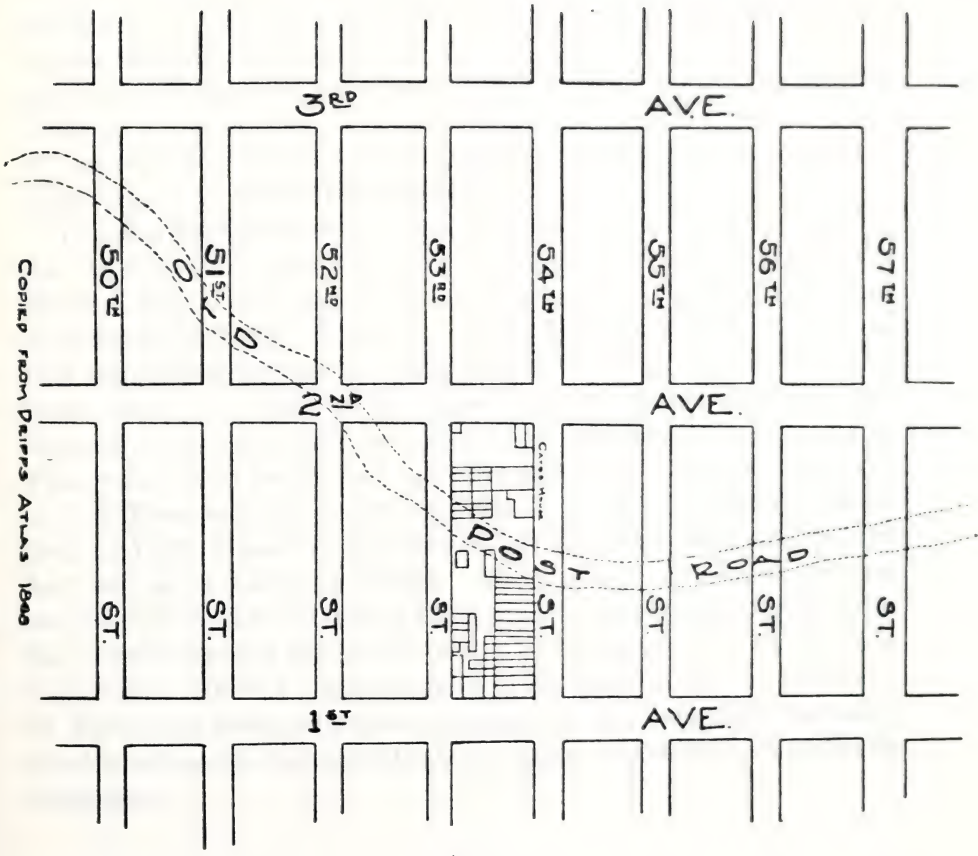 3RD AVE.
50TH ST.
51ST ST.
52ND ST.
53RD ST.
54TH ST.
55TH ST.
56TH ST.
57TH ST.
OLD POST ROAD
2ND AVE.
1ST AVE.
COPIED FROM DRIPPS ATLAS